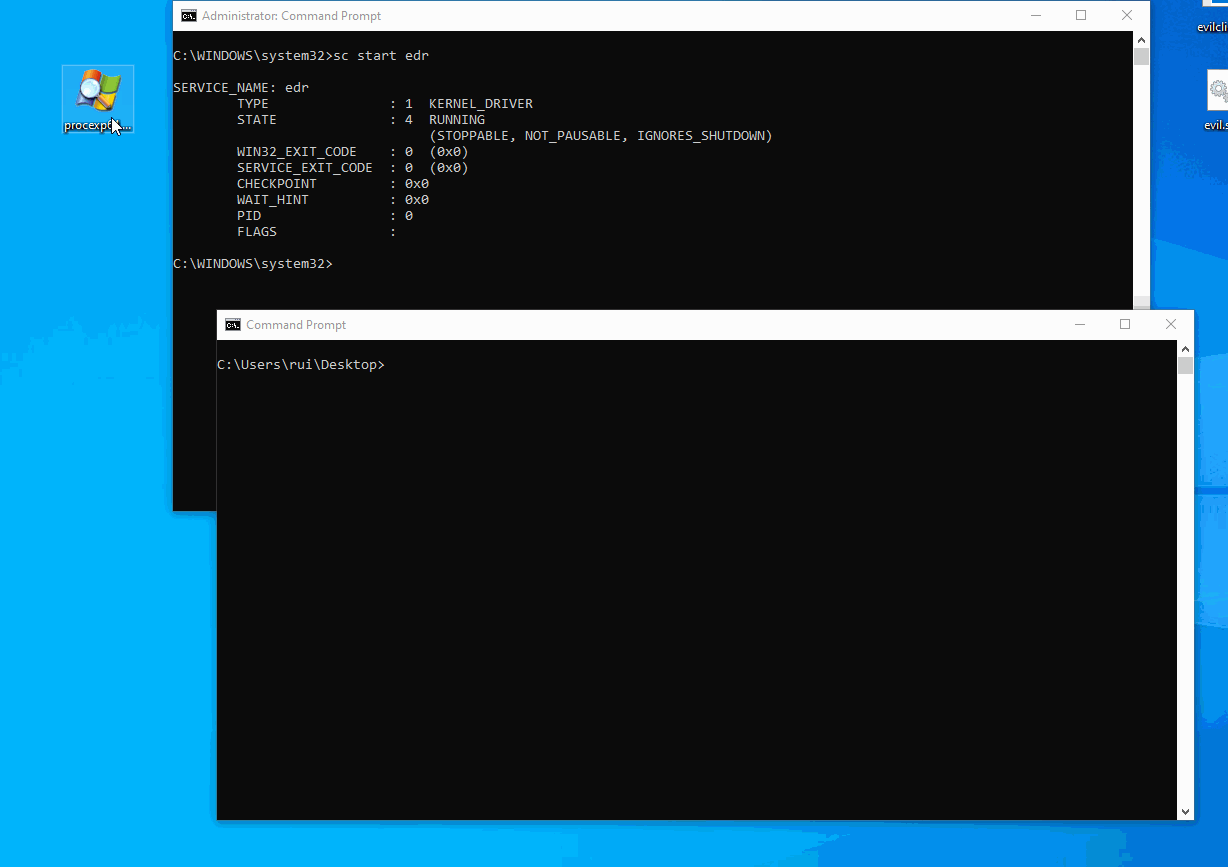 Administrator: Command Prompt
C:\WINDOWS\system32>sc start edr
SERVICE_NAME: edr
TYPE : 1 KERNEL_DRIVER
STATE : 4 RUNNING
(STOPPABLE, NOT_PAUSABLE, IGNORES_SHUTDOWN)
WIN32_EXIT_CODE : 0 (0x0)
SERVICE_EXIT_CODE : 0 (0x0)
CHECKPOINT : 0x0
WAIT_HINT : 0x0
PID : 0
FLAGS :
C:\WINDOWS\system32>
Command Prompt
C:\Users\rui\Desktop>
evilcli
evil.s